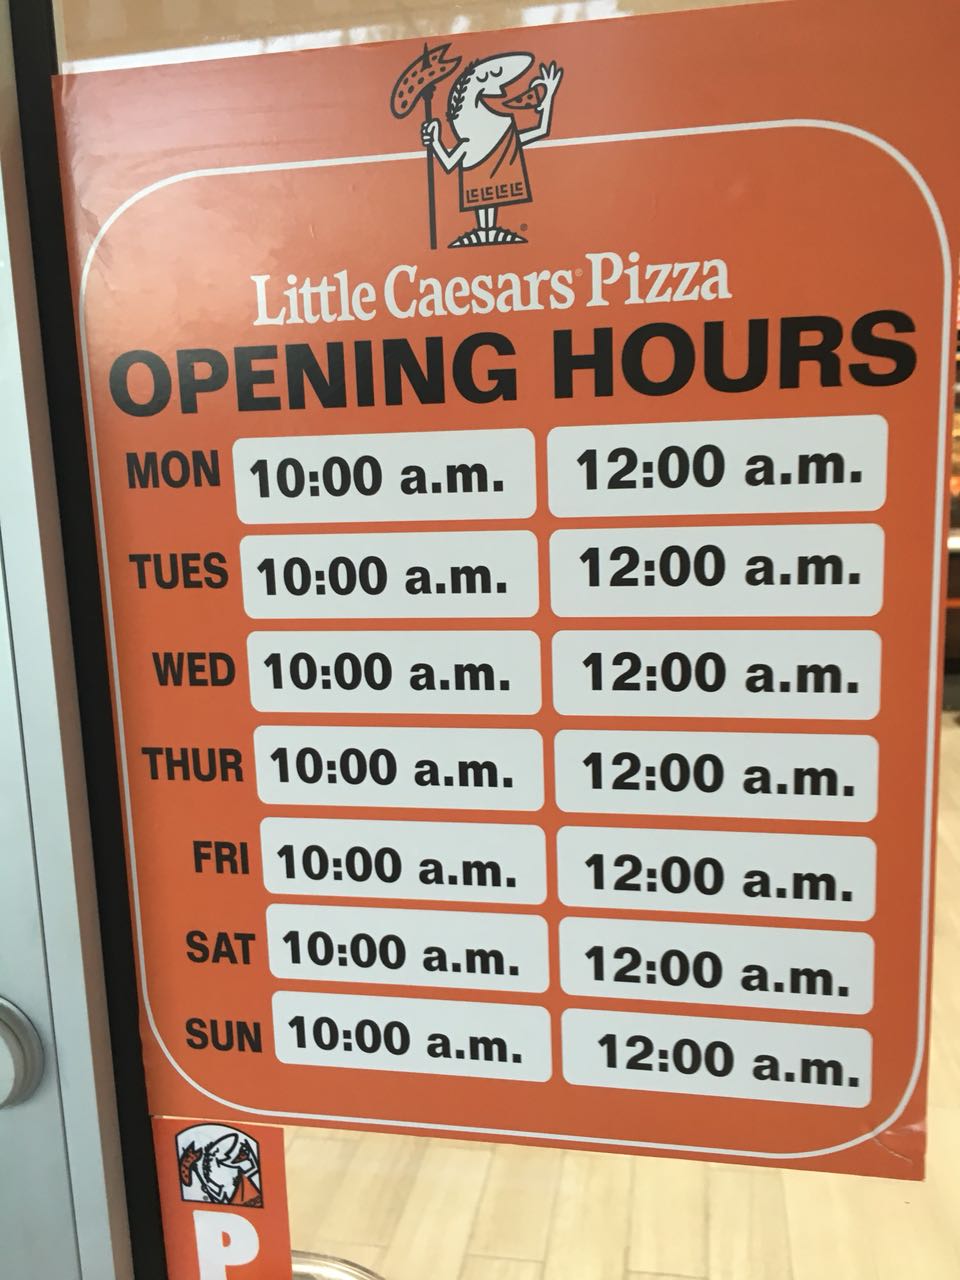 Little Caesars® Pizza
OPENING HOURS
MON 10:00 a.m. 12:00 a.m.
TUES 10:00 a.m. 12:00 a.m.
WED 10:00 a.m. 12:00 a.m.
THUR 10:00 a.m. 12:00 a.m.
FRI 10:00 a.m. 12:00 a.m.
SAT 10:00 a.m. 12:00 a.m.
SUN 10:00 a.m. 12:00 a.m.
P